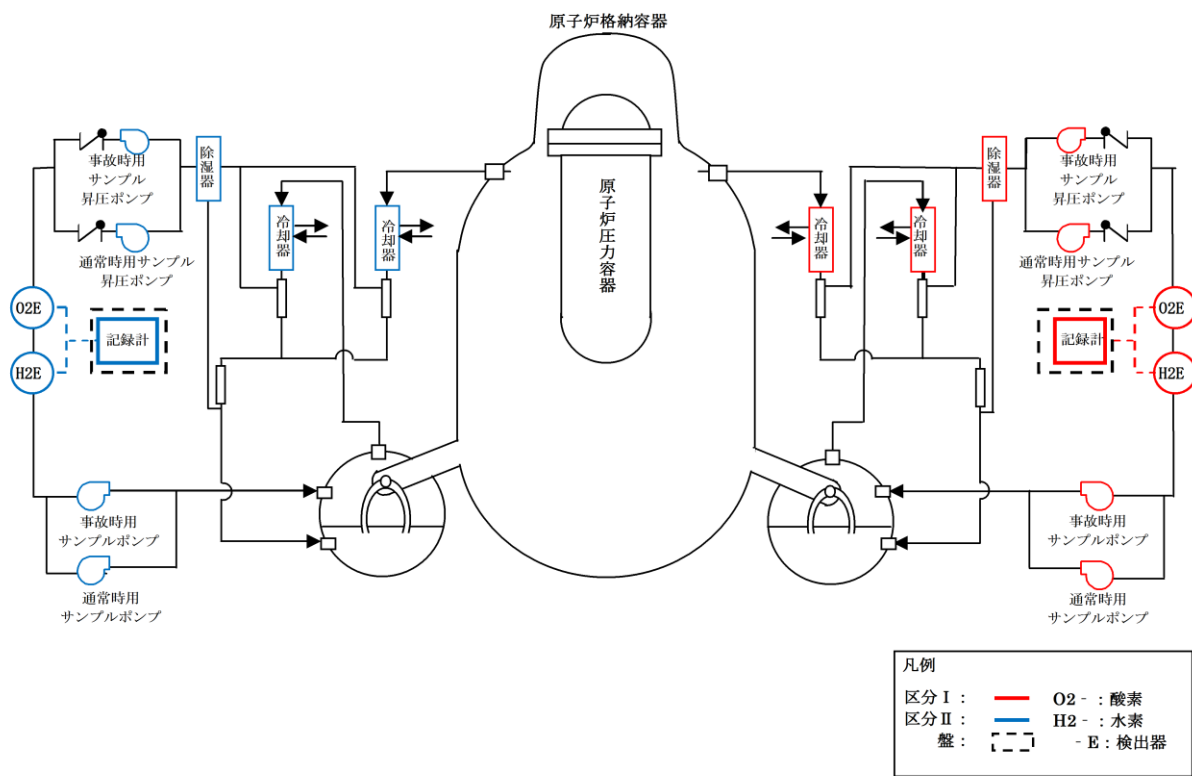 原子炉格納容器
原子炉圧力容器
事故時用
サンプル
昇圧ポンプ
通常時用サンプル
昇圧ポンプ
除湿器
冷却器
冷却器
O2E
H2E
記録計
事故時用
サンプルポンプ
通常時用
サンプルポンプ
冷却器
冷却器
除湿器
事故時用
サンプル
昇圧ポンプ
通常時用サンプル
昇圧ポンプ
記録計
O2E
H2E
事故時用
サンプルポンプ
通常時用
サンプルポンプ
凡例
区分Ⅰ： O2‐：酸素
区分Ⅱ： H2‐：水素
盤： ‐E：検出器